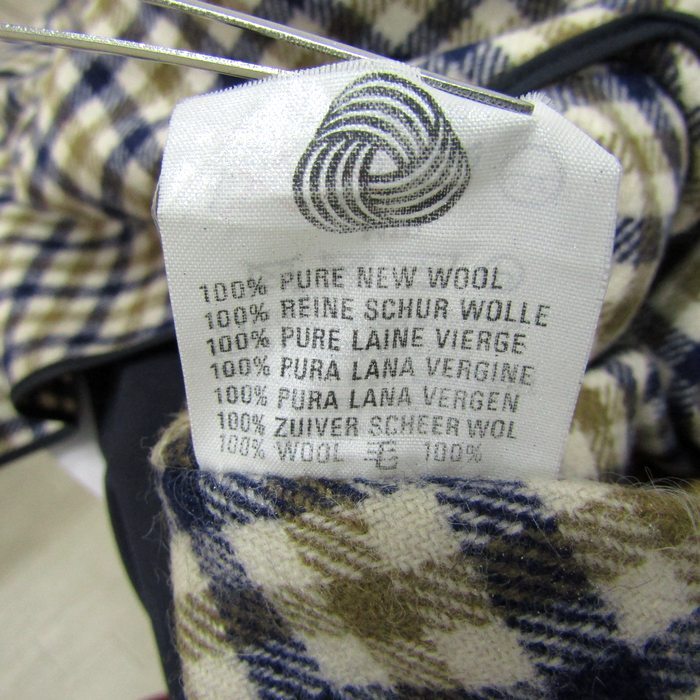 100% PURE NEW WOOL
100% REINE SCHUR WOLLE
100% PURE LAINE VIERGE
100% PURA LANA VERGINE
100% PURA LANA VERGEN
100% ZUIVER SCHEER WOL
100% WOOL 100%